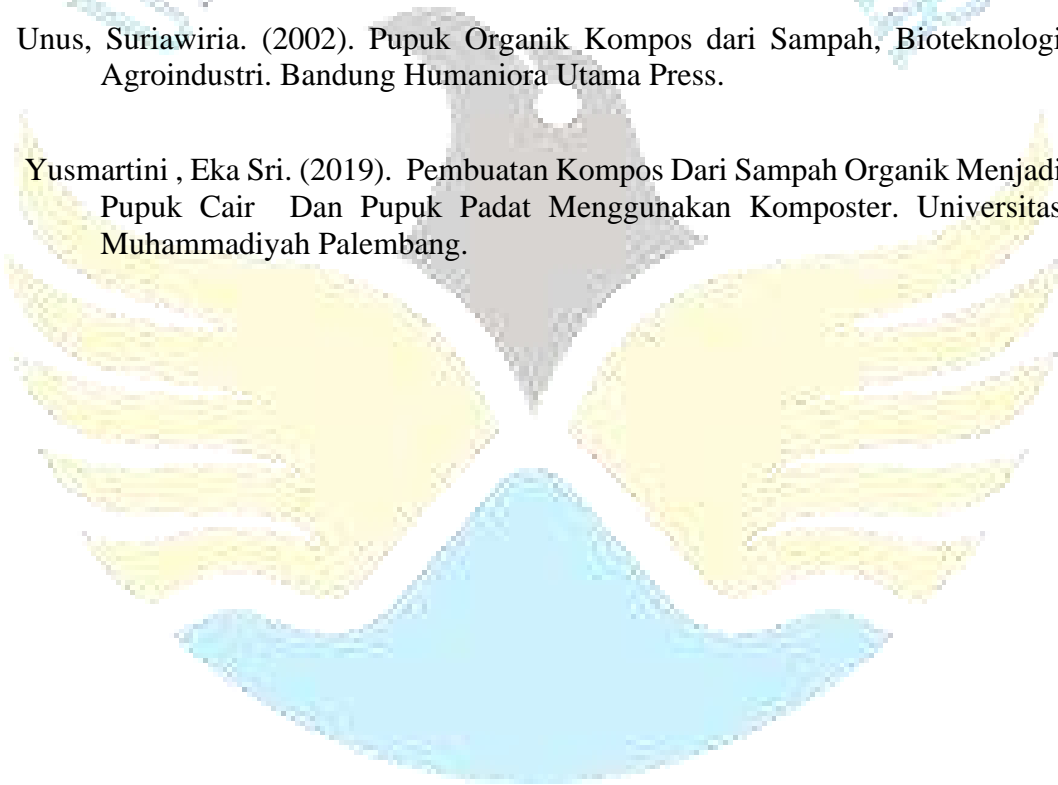 Unus, Suriawiria. (2002). Pupuk Organik Kompos dari Sampah, Bioteknologi
Agroindustri. Bandung Humaniora Utama Press.
Yusmartini , Eka Sri. (2019). Pembuatan Kompos Dari Sampah Organik Menjadi
Pupuk Cair Dan Pupuk Padat Menggunakan Komposter. Universitas
Muhammadiyah Palembang.